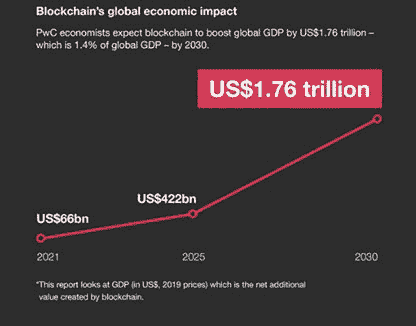 Blockchain's global economic impact
PwC economists expect blockchain to boost global GDP by US$1.76 trillion –
which is 1.4% of global GDP – by 2030.
US$1.76 trillion
US$422bn
US$66bn
2021 2025 2030
*This report looks at GDP (in US$, 2019 prices) which is the net additional
value created by blockchain.